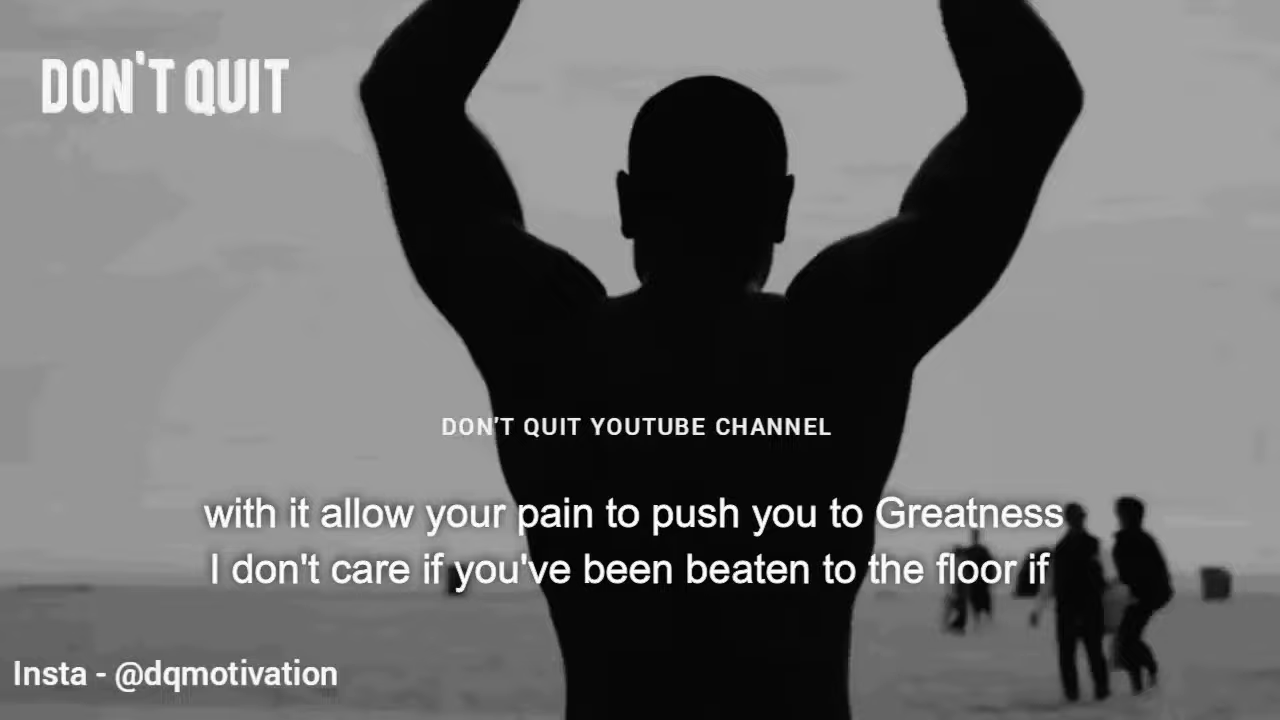 DON'T QUIT
DON'T QUIT YOUTUBE CHANNEL
with it allow your pain to push you to Greatness
I don't care if you've been beaten to the floor if
Insta - @dqmotivation